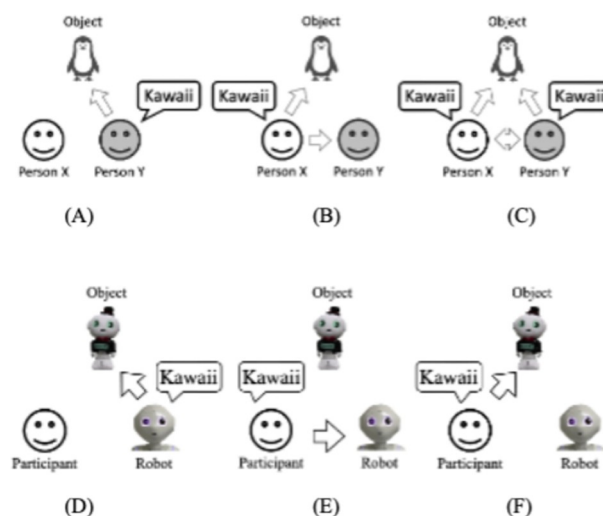 Object Object Object
Kawaii Kawaii Kawaii Kawaii
Person X Person Y Person X Person Y Person X Person Y
(A) (B) (C)
Object Object Object
Kawaii Kawaii Kawaii
Participant Robot Participant Robot Participant Robot
(D) (E) (F)